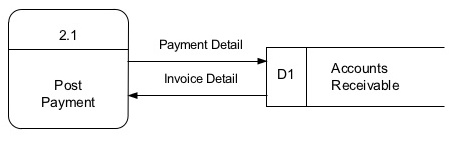 2.1
Post
Payment
Payment Detail
Invoice Detail
D1
Accounts
Receivable